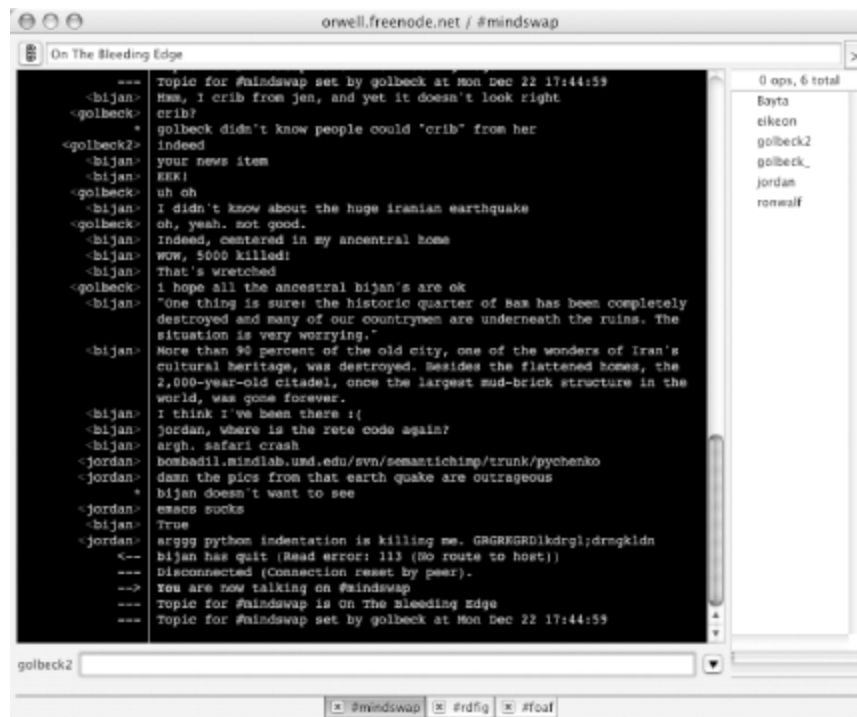 orwell.freenode.net / #mindswap
On The Bleeding Edge
--- Topic for #mindswap set by golbeck at Mon Dec 22 17:44:59
<bijan> Hmm, I crib from jen, and yet it doesn't look right
<golbeck> crib?
* golbeck didn't know people could "crib" from her
<golbeck2> indeed
<bijan> your news item
<bijan> EEK!
<golbeck> uh oh
<bijan> I didn't know about the huge iranian earthquake
<golbeck> oh, yeah. not good.
<bijan> Indeed, centered in my ancentral home
<bijan> wow, 5000 killed!
<bijan> That's wretched
<golbeck> i hope all the ancestral bijan's are ok
<bijan> "One thing is sure: the historic quarter of Bam has been completely
destroyed and many of our countrymen are underneath the ruins. The
situation is very worrying."
<bijan> More than 90 percent of the old city, one of the wonders of Iran's
cultural heritage, was destroyed. Besides the flattened homes, the
2,000-year-old citadel, once the largest mud-brick structure in the
world, was gone forever.
<bijan> I think I've been there :(
<bijan> jordan, where is the rete code again?
<bijan> argh. safari crash
<jordan> bombadil.mindlab.umd.edu/svn/semantichimp/trunk/pychenko
<jordan> damn the pics from that earth quake are outrageous
* bijan doesn't want to see
<jordan> emacs sucks
<bijan> True
<jordan> arggg python indentation is killing me. GRGRKGRDlkdrgl;drngkldn
<-- bijan has quit (Read error: 113 (No route to host))
--- Disconnected (Connection reset by peer).
--> You are now talking on #mindswap
--- Topic for #mindswap is On The Bleeding Edge
--- Topic for #mindswap set by golbeck at Mon Dec 22 17:44:59
0 ops, 6 total
Bayta
eikeon
golbeck2
golbeck_
jordan
ronwalf
golbeck2
#mindswap #rdfig #foaf